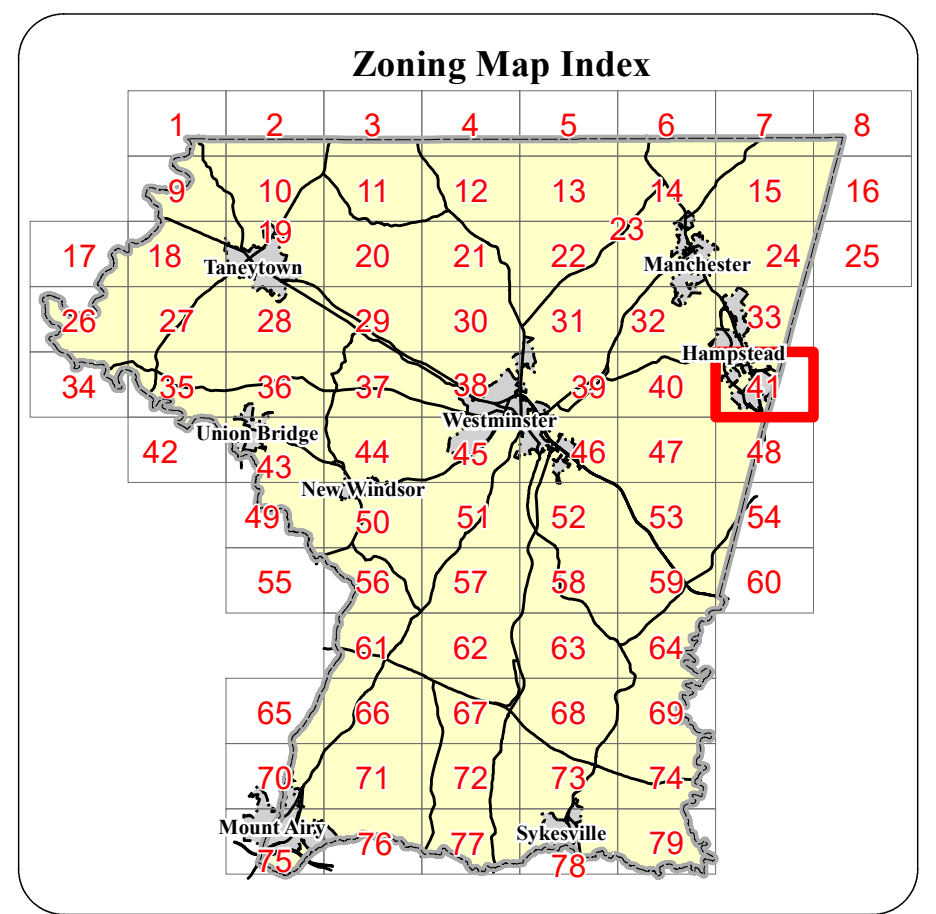 Zoning Map Index
1 2 3 4 5 6 7 8
9 10 11 12 13 14 15 16
17 18 19 20 21 22 23 24 25
Taneytown
Manchester
26 27 28 29 30 31 32 33
Hampstead
34 35 36 37 38 39 40 41
Westminster
Union Bridge
42 43 44 45 46 47 48
New Windsor
49 50 51 52 53 54
55 56 57 58 59 60
61 62 63 64
65 66 67 68 69
70 71 72 73 74
Mount Airy
Sykesville
75 76 77 78 79